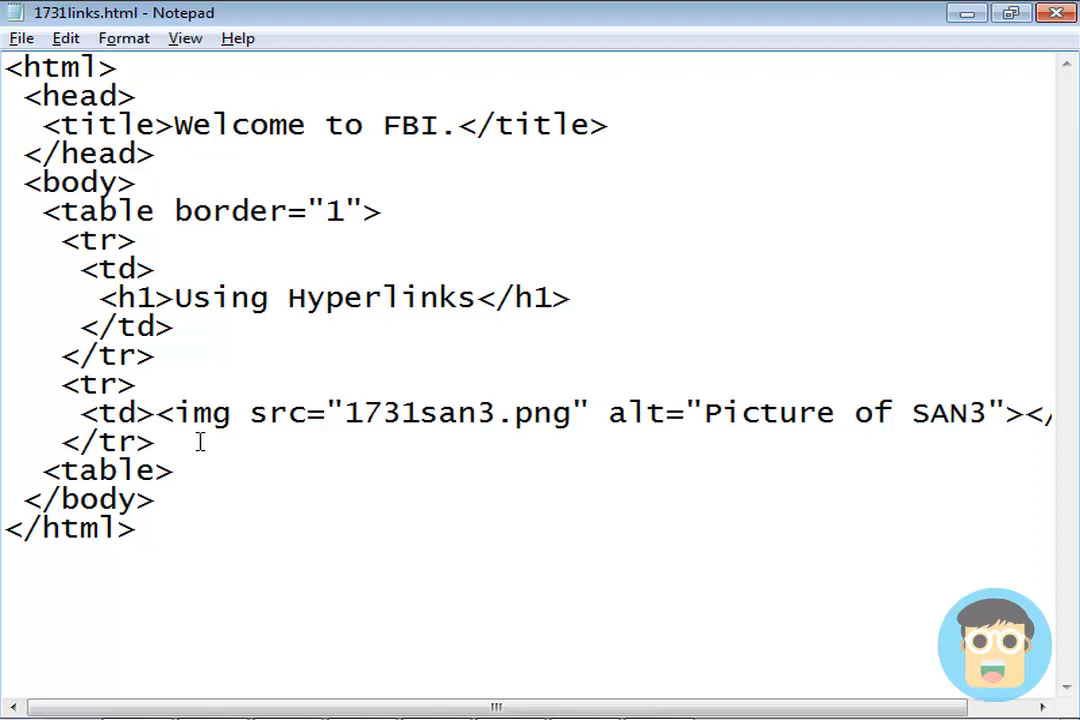 1731links.html - Notepad
File Edit Format View Help
<html>
<head>
<title>Welcome to FBI.</title>
</head>
<body>
<table border="1">
<tr>
<td>
<h1>Using Hyperlinks</h1>
</td>
</tr>
<tr>
<td><img src="1731san3.png" alt="Picture of SAN3"></
</tr>
<table>
</body>
</html>